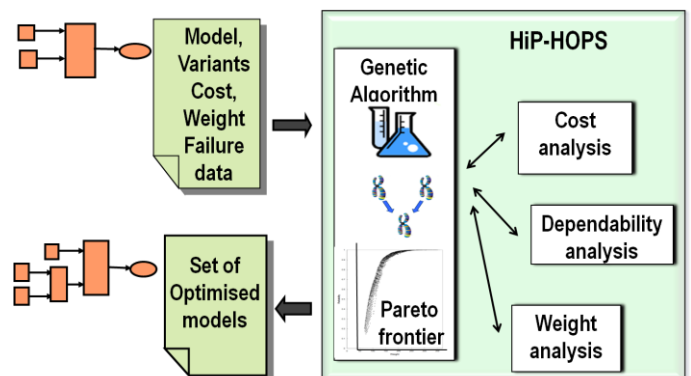 Model,
Variants
Cost,
Weight
Failure
data
HiP-HOPS
Genetic
Algorithm
Pareto
frontier
Cost
analysis
Dependability
analysis
Weight
analysis
Set of
Optimised
models